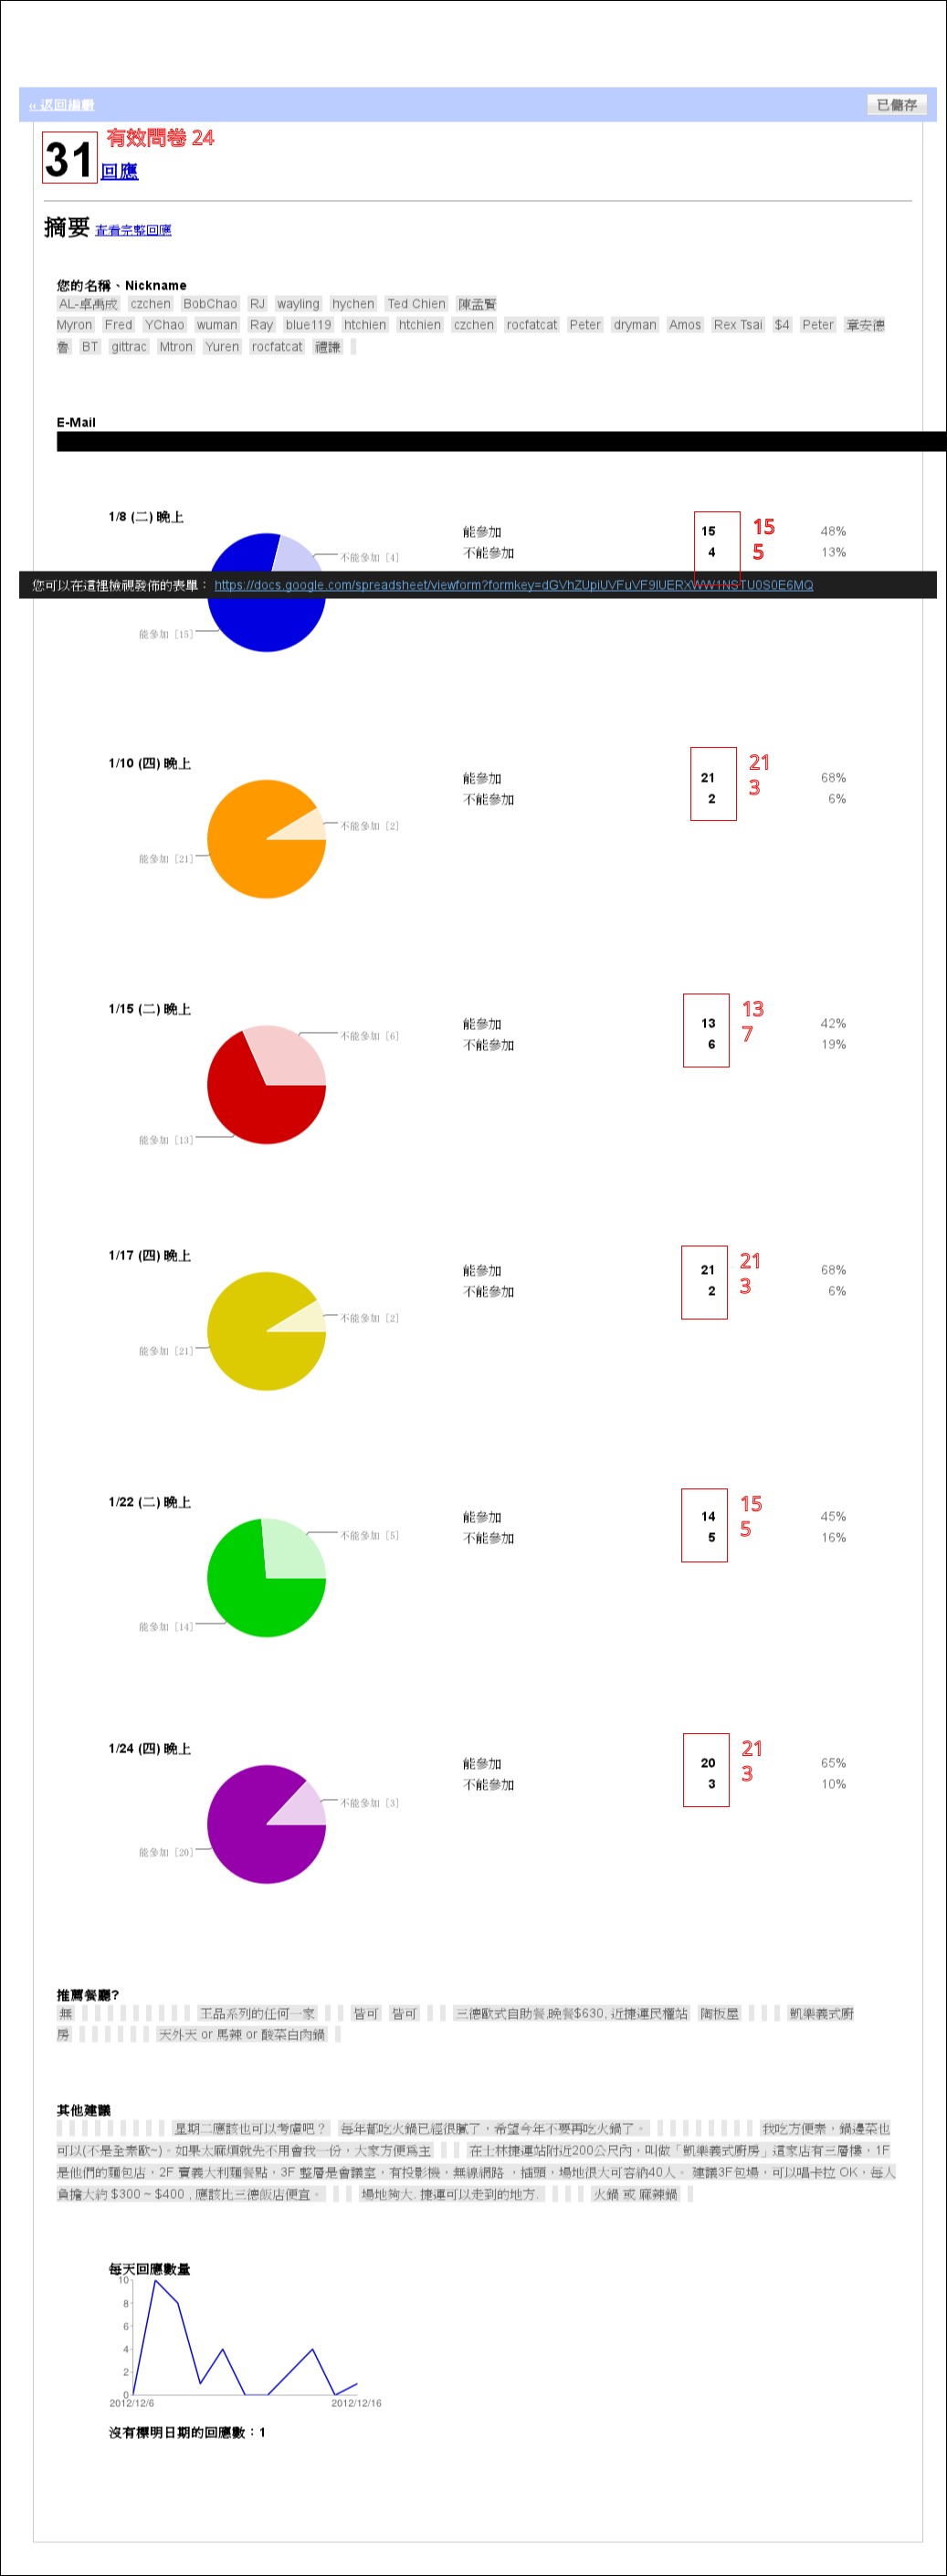 « 返回編輯
已儲存
有效問卷 24
31 回應
摘要 查看完整回應
您的名稱、Nickname
AL-卓禹成 czchen BobChao RJ wayling hychen Ted Chien 陳孟賢
Myron Fred YChao wuman Ray blue119 htchien htchien czchen rocfatcat Peter dryman Amos Rex Tsai $4 Peter 章安德
魯 BT gittrac Mtron Yuren rocfatcat 禮謙
E-Mail
1/8 (二) 晚上
不能參加 [4]
能參加 [15]
能參加 15 48%
不能參加 4 13%
15
5
您可以在這裡檢視發佈的表單： https://docs.google.com/spreadsheet/viewform?formkey=dGVhZUpiUVFuVF9IUERXWW1NSTU0S0E6MQ
1/10 (四) 晚上
不能參加 [2]
能參加 [21]
能參加 21 68%
不能參加 2 6%
21
3
1/15 (二) 晚上
不能參加 [6]
能參加 [13]
能參加 13 42%
不能參加 6 19%
13
7
1/17 (四) 晚上
不能參加 [2]
能參加 [21]
能參加 21 68%
不能參加 2 6%
21
3
1/22 (二) 晚上
不能參加 [5]
能參加 [14]
能參加 14 45%
不能參加 5 16%
15
5
1/24 (四) 晚上
不能參加 [3]
能參加 [20]
能參加 20 65%
不能參加 3 10%
21
3
推薦餐廳?
無 王品系列的任何一家 皆可 皆可 三德歐式自助餐,晚餐$630, 近捷運民權站 陶板屋 凱樂義式廚
房 天外天 or 馬辣 or 酸菜白肉鍋
其他建議
星期二應該也可以考慮吧？ 每年都吃火鍋已經很膩了，希望今年不要再吃火鍋了。 我吃方便素，鍋邊菜也
可以(不是全素歐~)。如果太麻煩就先不用會我一份，大家方便為主 在士林捷運站附近200公尺內，叫做「凱樂義式廚房」這家店有三層樓，1F
是他們的麵包店，2F 賣義大利麵餐點，3F 整層是會議室，有投影機，無線網路 ，插頭，場地很大可容納40人。 建議3F包場，可以唱卡拉 OK，每人
負擔大約 $300 ~ $400 , 應該比三德飯店便宜。 場地夠大. 捷運可以走到的地方. 火鍋 或 麻辣鍋
每天回應數量
10
8
6
4
2
0
2012/12/6 2012/12/16
沒有標明日期的回應數：1